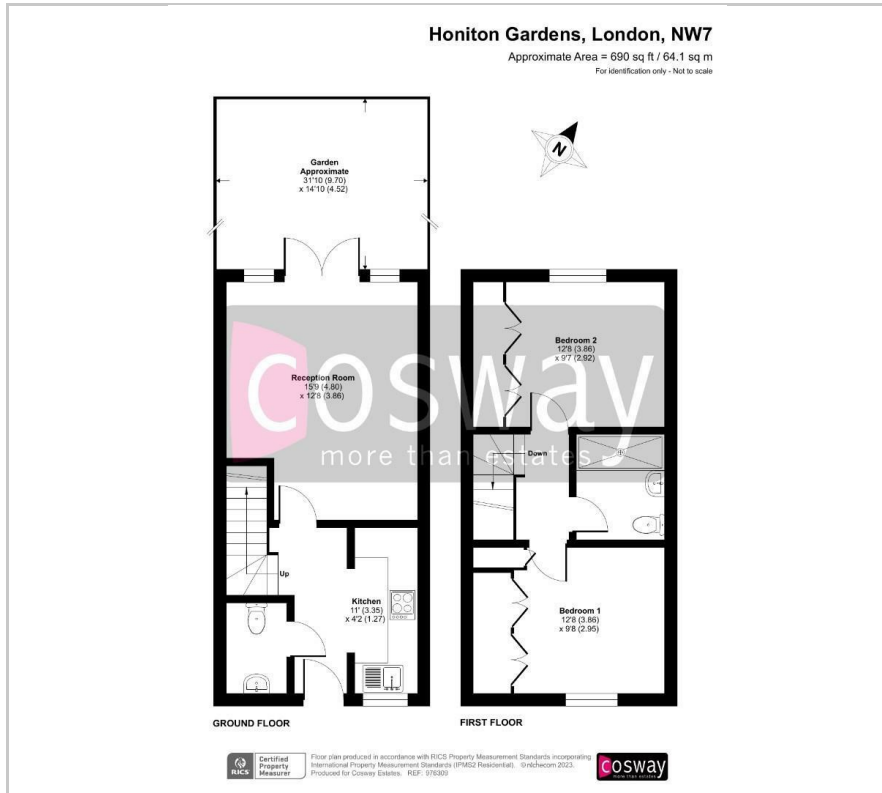 Honiton Gardens, London, NW7
Approximate Area = 690 sq ft / 64.1 sq m
For identification only - Not to scale
N
Garden
Approximate
31'10 (9.70)
x 14'10 (4.52)
Reception Room
15'9 (4.80)
x 12'8 (3.86)
Up
Kitchen
11' (3.35)
x 4'2 (1.27)
GROUND FLOOR
Bedroom 2
12'8 (3.86)
x 9'7 (2.92)
Down
Bedroom 1
12'8 (3.86)
x 9'8 (2.95)
FIRST FLOOR
cosway
more than estates
RICS
Certified
Property
Measurer
Floor plan produced in accordance with RICS Property Measurement Standards incorporating
International Property Measurement Standards (IPMS2 Residential). © nichecom 2023.
Produced for Cosway Estates. REF: 976309
cosway
more than estates